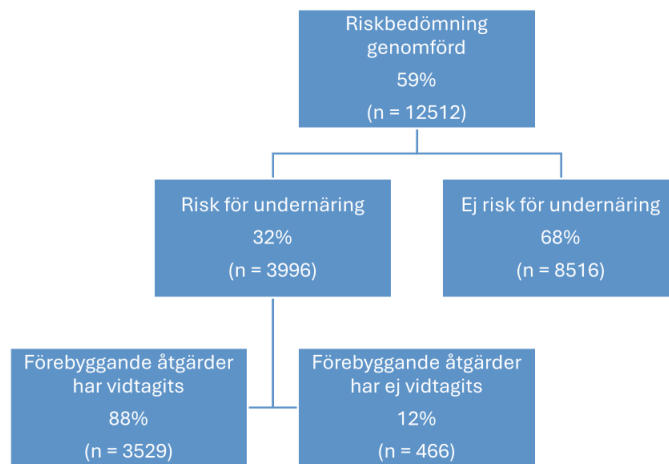 Riskbedömning
genomförd
59%
(n = 12512)
Risk för undernäring
32%
(n = 3996)
Ej risk för undernäring
68%
(n = 8516)
Förebyggande åtgärder
har vidtagits
88%
(n = 3529)
Förebyggande åtgärder
har ej vidtagits
12%
(n = 466)